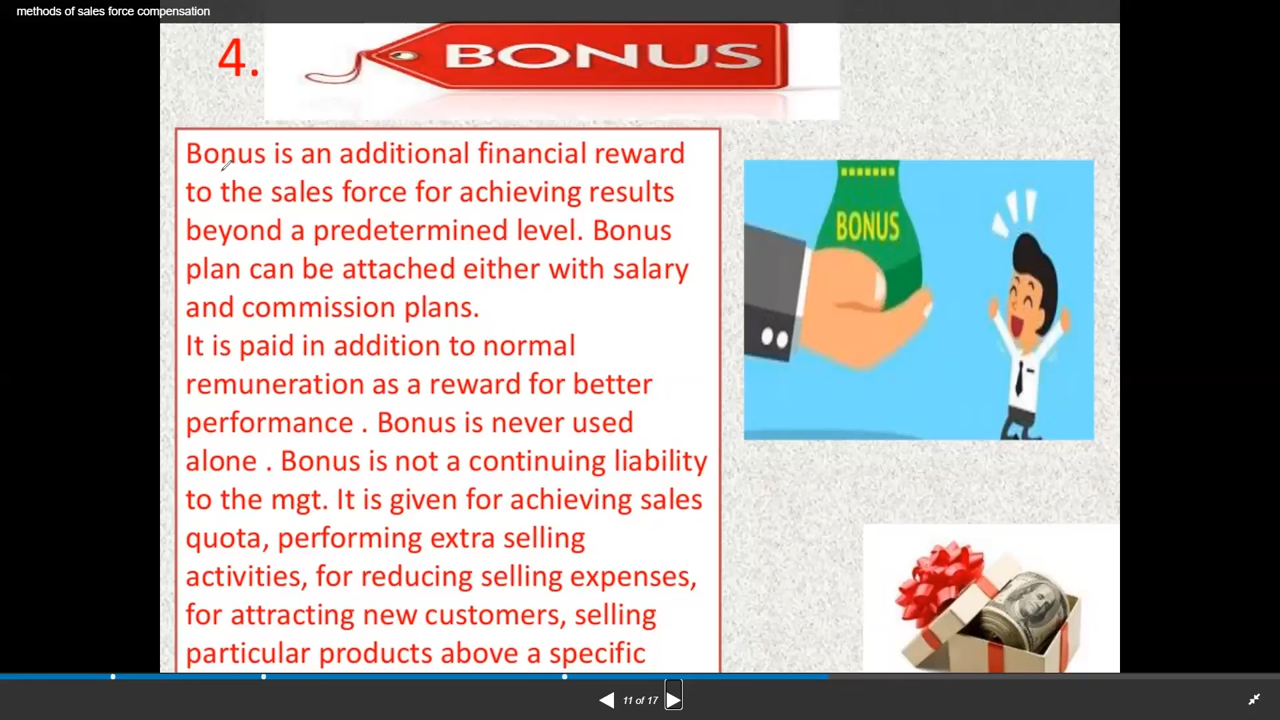 methods of sales force compensation
4.
BONUS
Bonus is an additional financial reward
to the sales force for achieving results
beyond a predetermined level. Bonus
plan can be attached either with salary
and commission plans.
It is paid in addition to normal
remuneration as a reward for better
performance . Bonus is never used
alone . Bonus is not a continuing liability
to the mgt. It is given for achieving sales
quota, performing extra selling
activities, for reducing selling expenses,
for attracting new customers, selling
particular products above a specific
BONUS
11 of 17